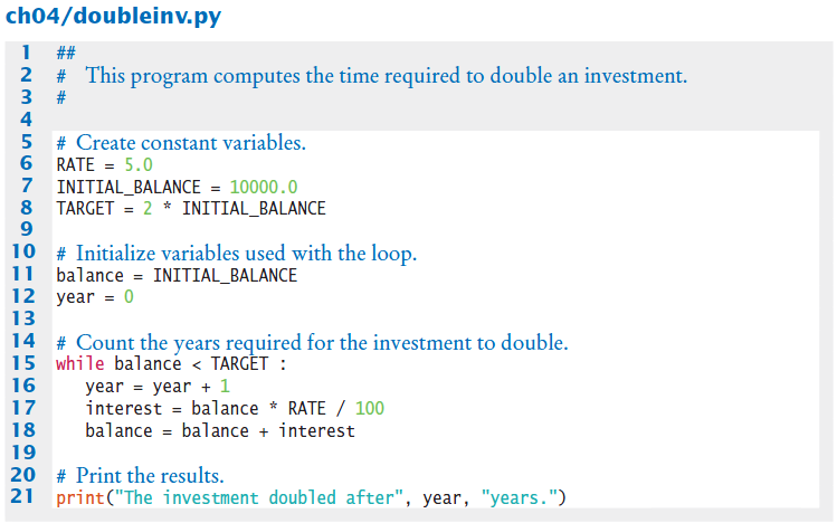 ch04/doubleinv.py
1 ##
2 # This program computes the time required to double an investment.
3 #
4
5 # Create constant variables.
6 RATE = 5.0
7 INITIAL_BALANCE = 10000.0
8 TARGET = 2 * INITIAL_BALANCE
9
10 # Initialize variables used with the loop.
11 balance = INITIAL_BALANCE
12 year = 0
13
14 # Count the years required for the investment to double.
15 while balance < TARGET :
16    year = year + 1
17    interest = balance * RATE / 100
18    balance = balance + interest
19
20 # Print the results.
21 print("The investment doubled after", year, "years.")